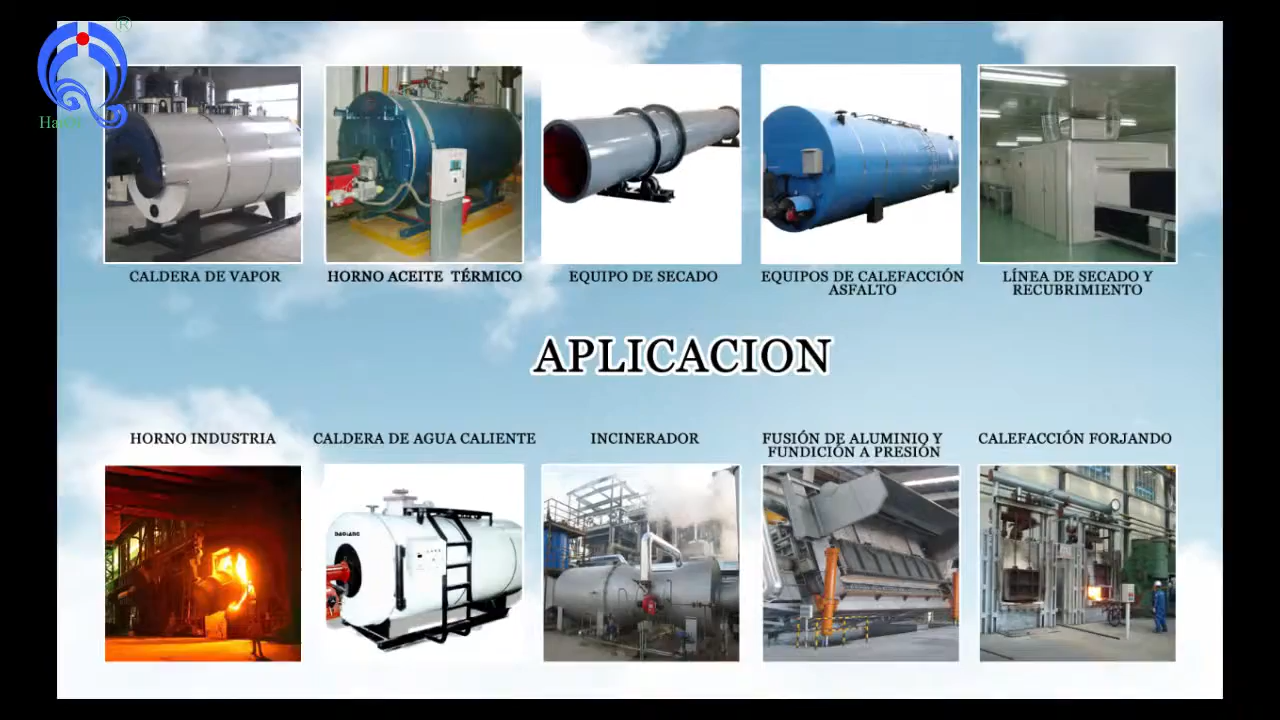 ®
CALDERA DE VAPOR
HORNO ACEITE TÉRMICO
EQUIPO DE SECADO
EQUIPOS DE CALEFACCIÓN
ASFALTO
LÍNEA DE SECADO Y
RECUBRIMIENTO
APLICACION
HORNO INDUSTRIA
CALDERA DE AGUA CALIENTE
INCINERADOR
FUSIÓN DE ALUMINIO Y
FUNDICIÓN A PRESIÓN
CALEFACCIÓN FORJANDO